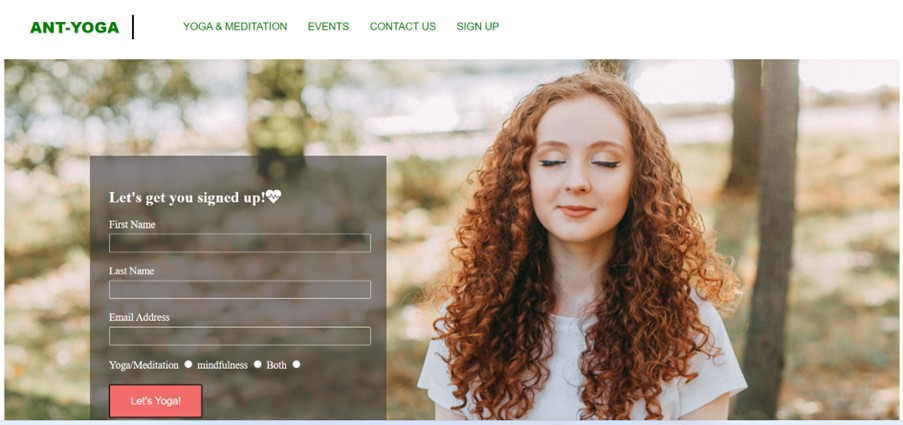 ANT-YOGA
YOGA & MEDITATION EVENTS CONTACT US SIGN UP
Let's get you signed up!
First Name
Last Name
Email Address
Yoga/Meditation mindfulness Both
Let's Yoga!